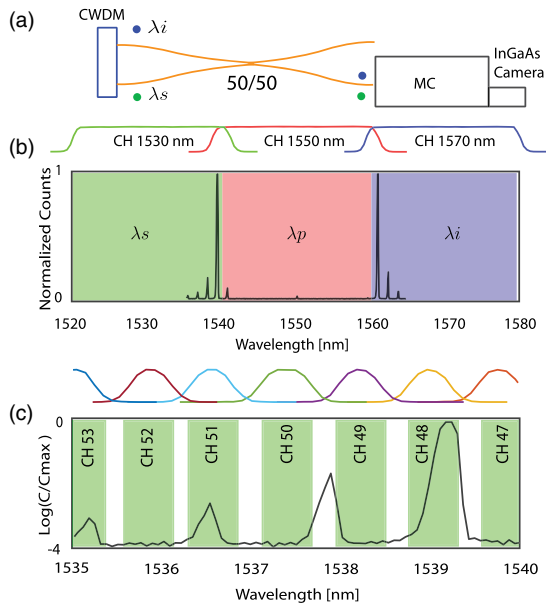 (a)
CWDM
λi
λs
50/50
MC
InGaAs
Camera
CH 1530 nm
CH 1550 nm
CH 1570 nm
(b)
Normalized Counts
1
0
λs
λp
λi
1520
1530
1540
1550
1560
1570
1580
Wavelength [nm]
(c)
Log(C/Cmax )
0
-4
CH 53
CH 52
CH 51
CH 50
CH 49
CH 48
CH 47
1535
1536
1537
1538
1539
1540
Wavelength [nm]